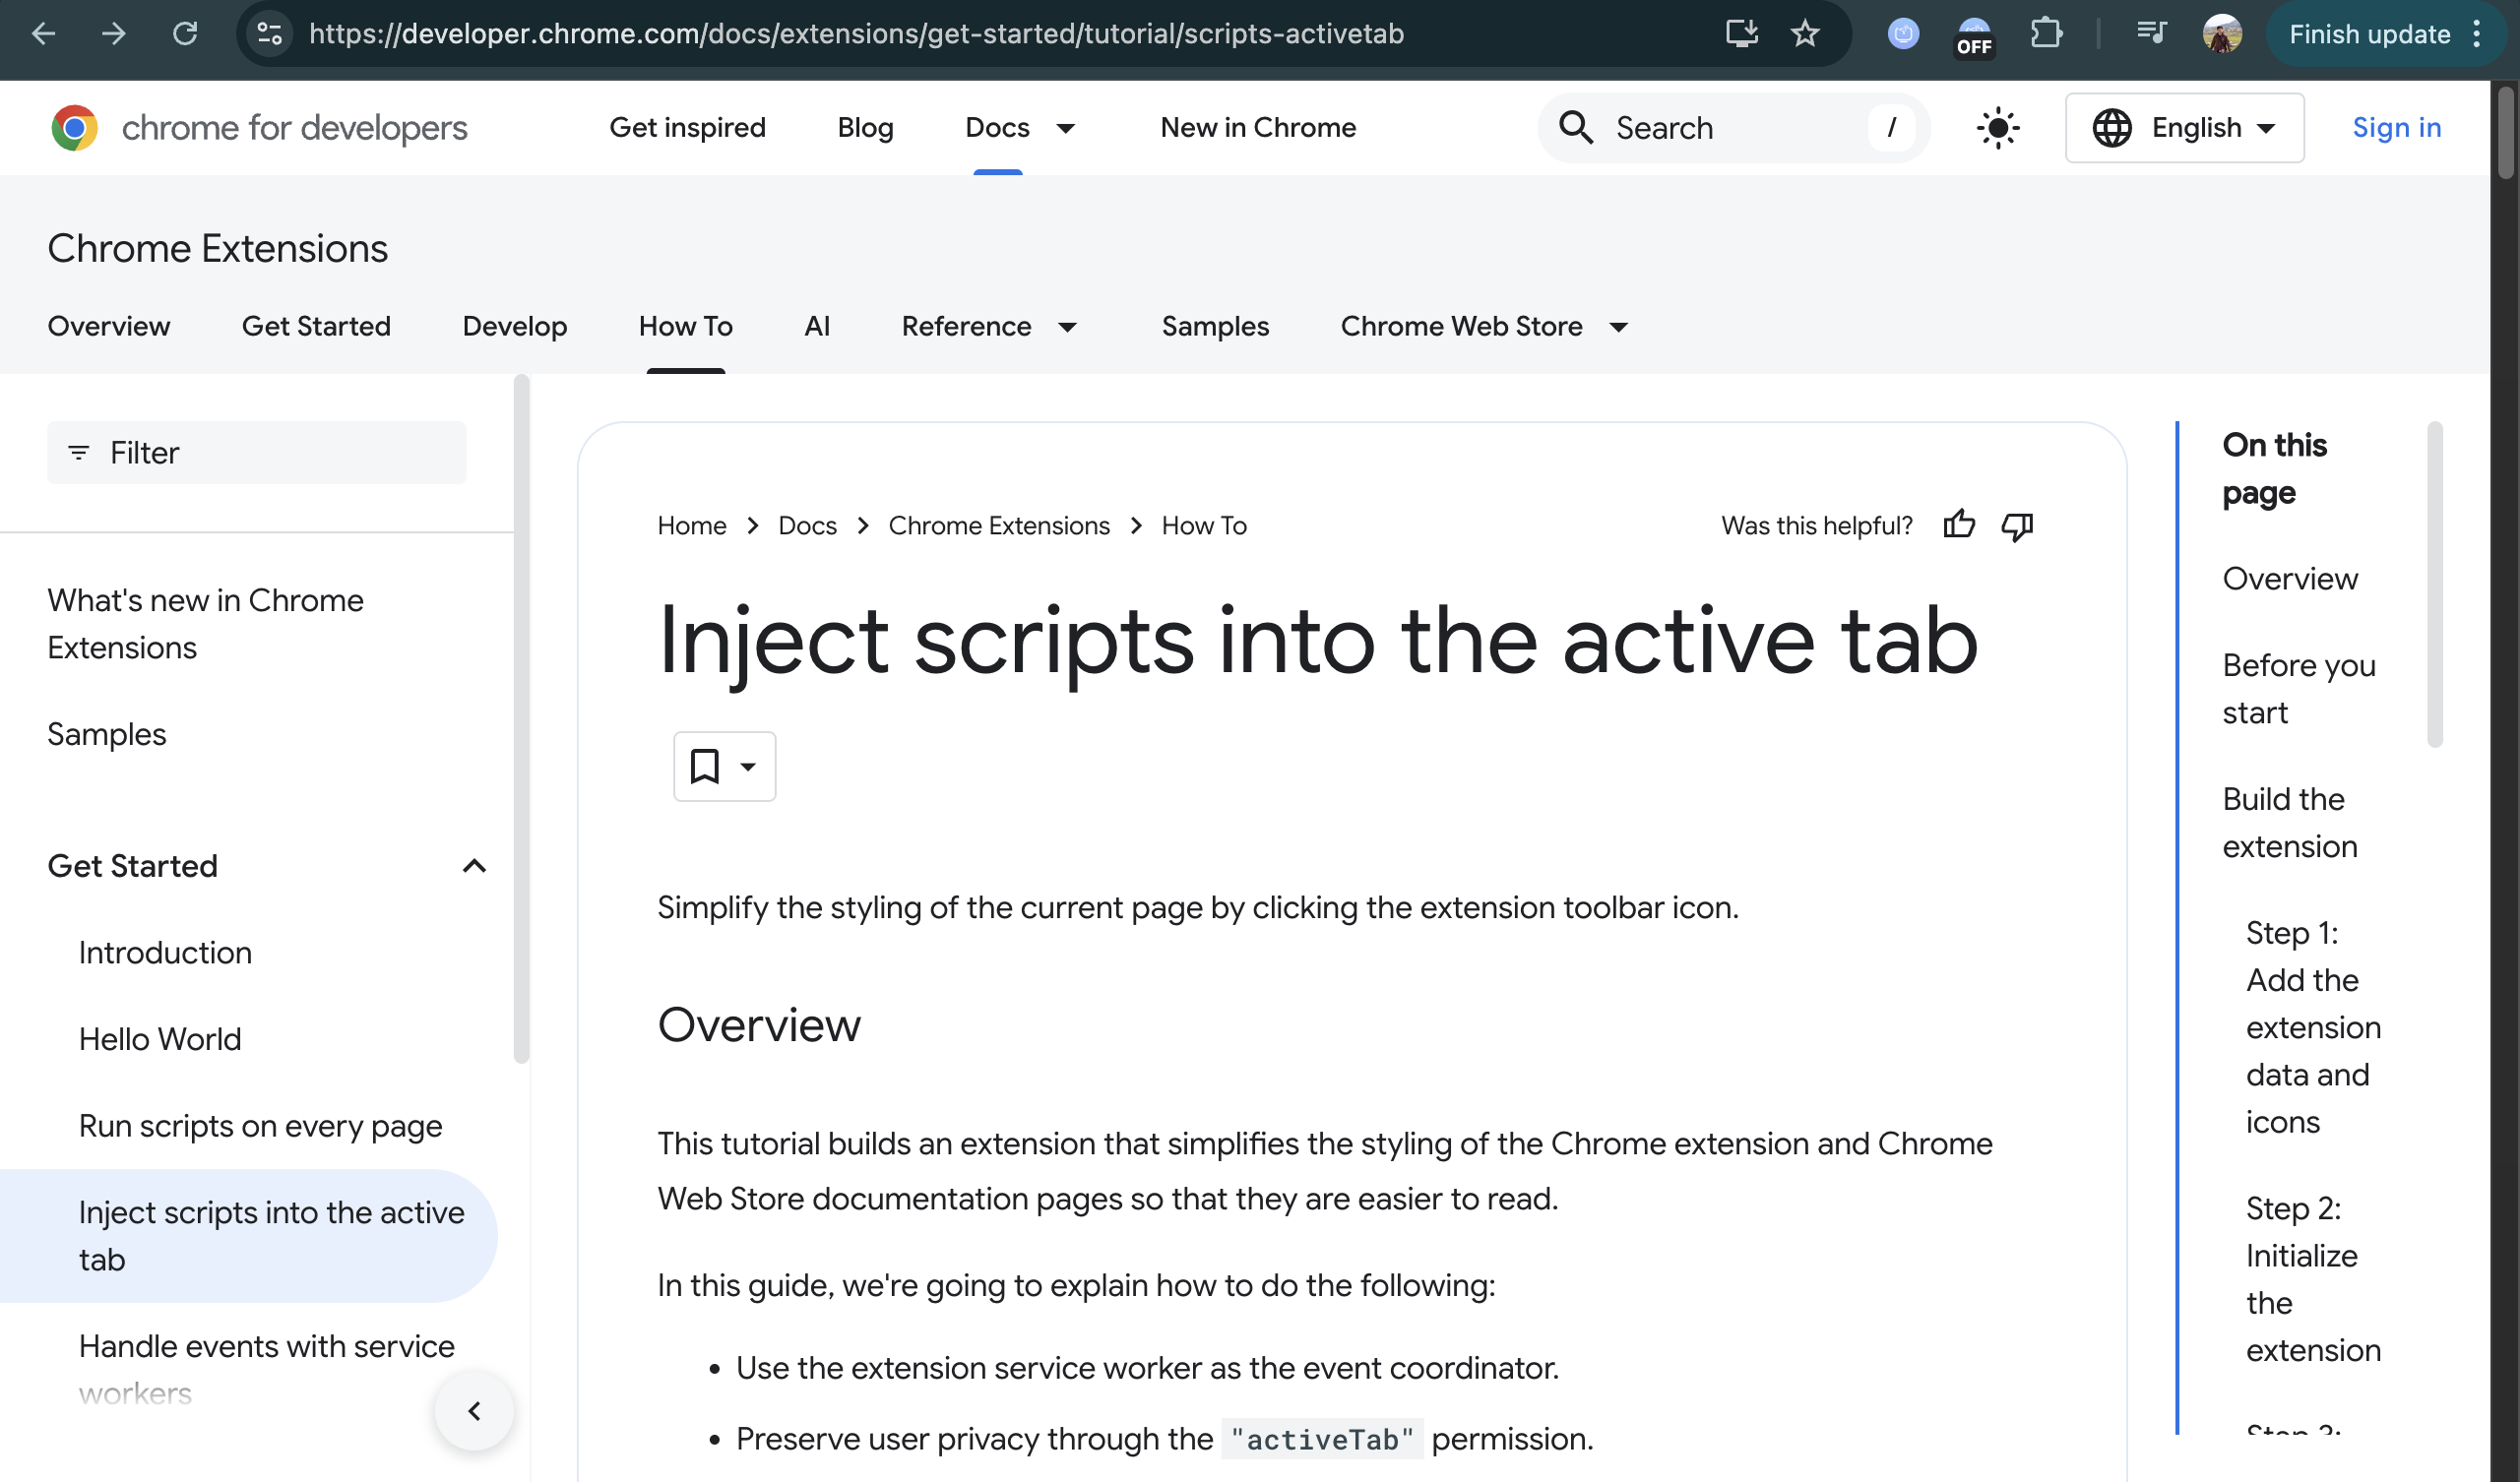 https://developer.chrome.com/docs/extensions/get-started/tutorial/scripts-activetab
OFF
Finish update
chrome for developers
Get inspired
Blog
Docs
New in Chrome
Search
/
English
Sign in
Chrome Extensions
Overview
Get Started
Develop
How To
AI
Reference
Samples
Chrome Web Store
Filter
What's new in Chrome
Extensions
Samples
Get Started
Introduction
Hello World
Run scripts on every page
Inject scripts into the active
tab
Handle events with service
workers
Home
Docs
Chrome Extensions
How To
Was this helpful?
Inject scripts into the active tab
Simplify the styling of the current page by clicking the extension toolbar icon.
Overview
This tutorial builds an extension that simplifies the styling of the Chrome extension and Chrome
Web Store documentation pages so that they are easier to read.
In this guide, we're going to explain how to do the following:
• Use the extension service worker as the event coordinator.
• Preserve user privacy through the "activeTab" permission.
On this
page
Overview
Before you
start
Build the
extension
Step 1:
Add the
extension
data and
icons
Step 2:
Initialize
the
extension
Step 3: